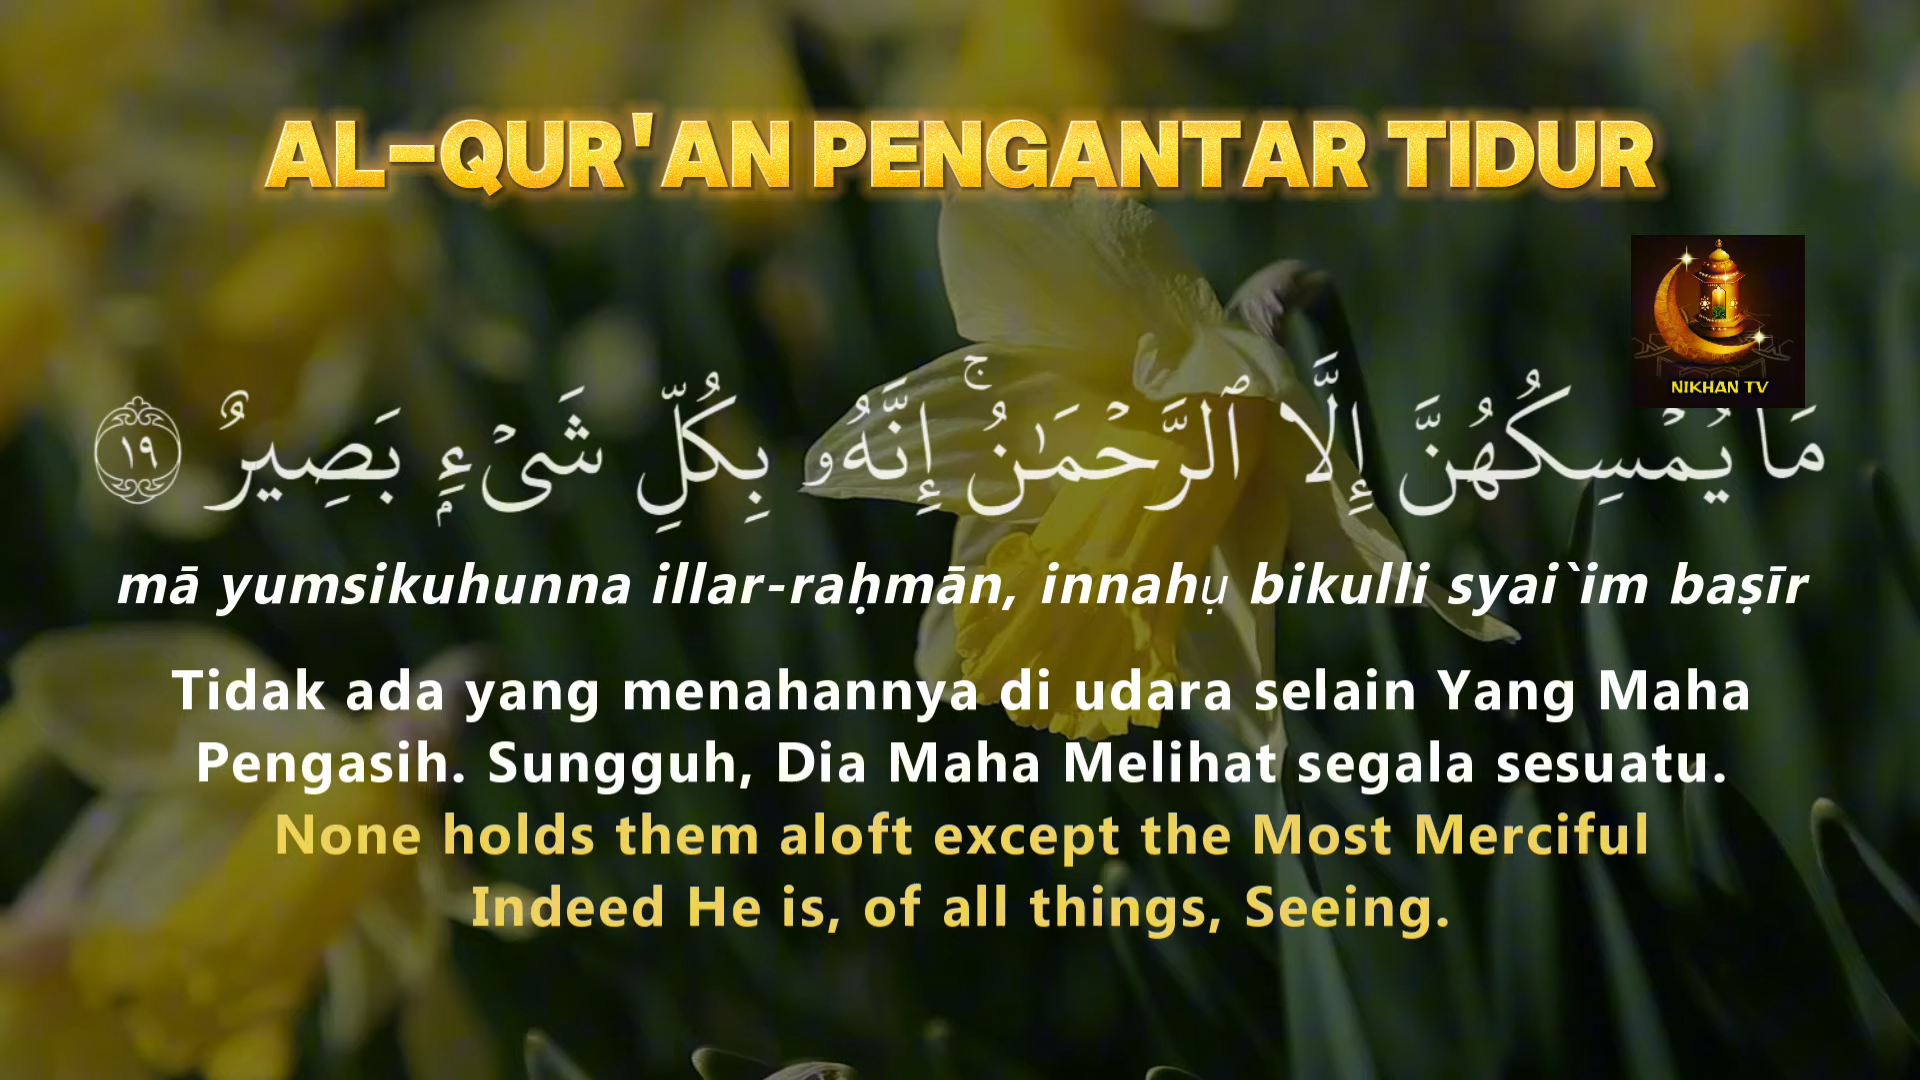 AL-QUR'AN PENGANTAR TIDUR
NIKHAN TV
مَا يُمْسِكُهُنَّ إِلَّا ٱلرَّحْمَـٰنُ ۚ إِنَّهُۥ بِكُلِّ شَىْءٍۭ بَصِيرٌ ١٩
mā yumsikuhunna illar-raḥmān, innahụ bikulli syai`im baṣīr
Tidak ada yang menahannya di udara selain Yang Maha
Pengasih. Sungguh, Dia Maha Melihat segala sesuatu.
None holds them aloft except the Most Merciful
Indeed He is, of all things, Seeing.